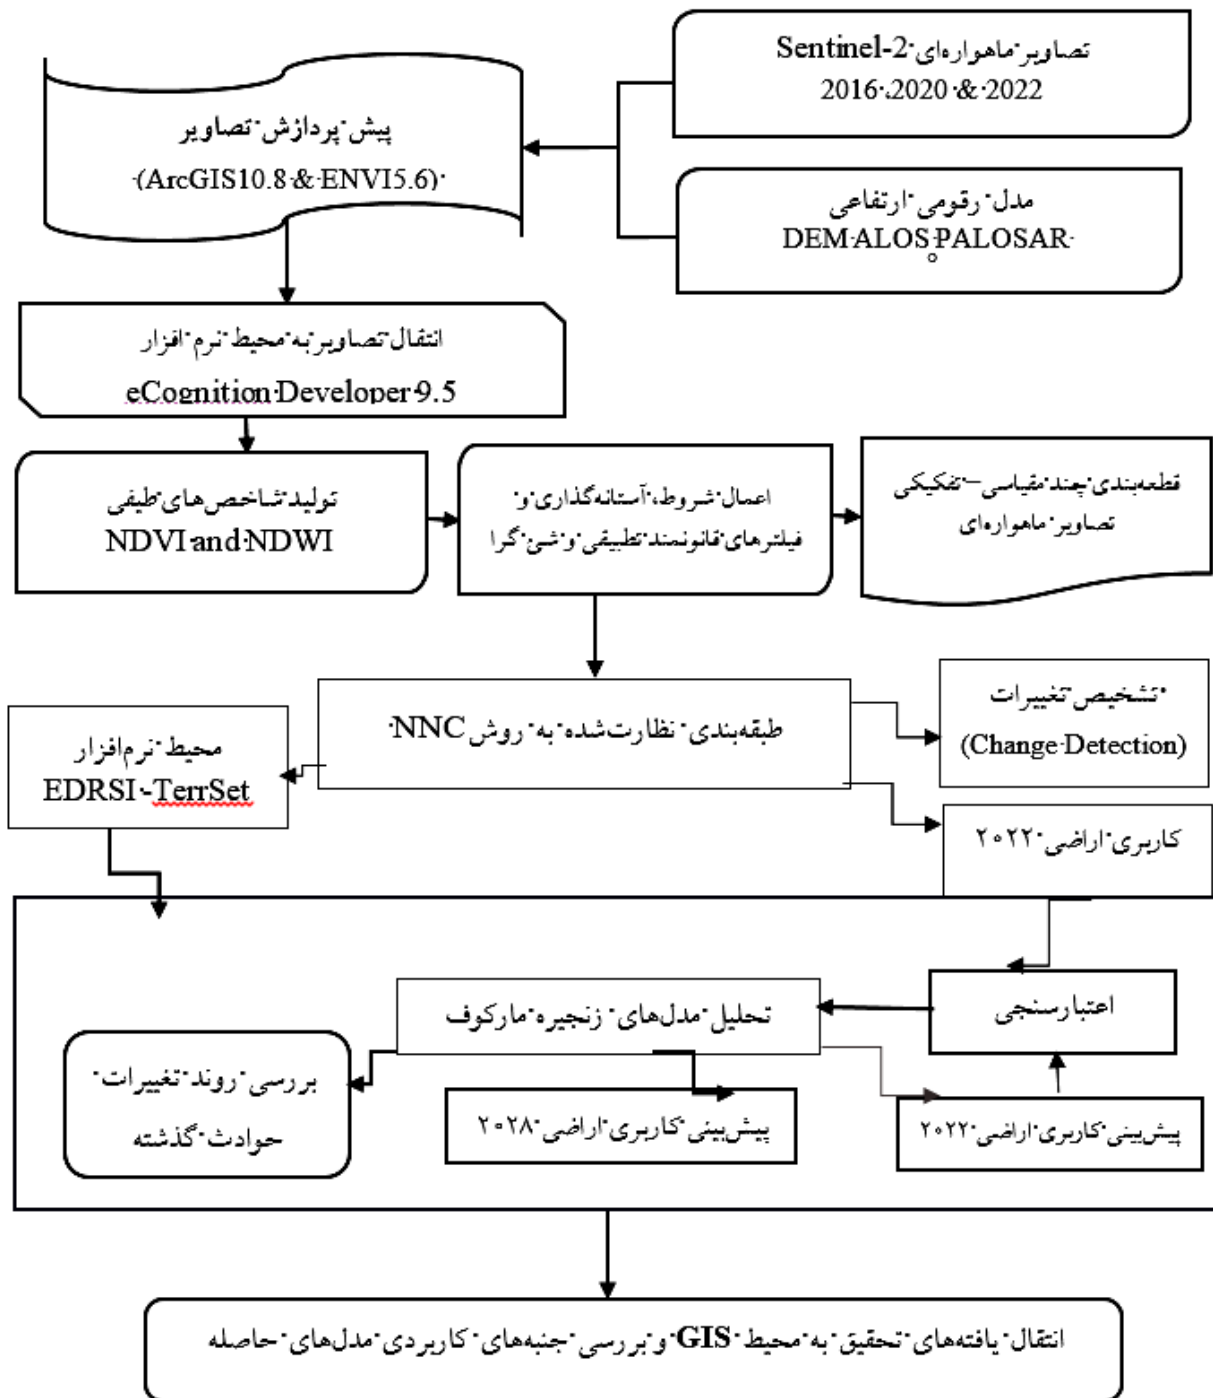 تصاویر ماهواره‌ای Sentinel-2
2016، 2020 & 2022
پیش پردازش تصاویر
(ArcGIS10.8 & ENVI5.6)
مدل رقومی ارتفاعی
DEM ALOS PALOSAR
انتقال تصاویر به محیط نرم افزار
eCognition Developer 9.5
تولید شاخص‌های طیفی
NDVI and NDWI
اعمال شروط، آستانه‌گذاری و
فیلترهای قانونمند تطبیقی و شی گرا
قطعه‌بندی چند مقیاسی – تفکیکی
تصاویر ماهواره‌ای
طبقه‌بندی نظارت‌شده به روش NNC
تشخیص تغییرات
(Change Detection)
محیط نرم‌افزار
EDRSI -TerrSet
کاربری اراضی ۲۰۲۲
اعتبارسنجی
تحلیل مدل‌های زنجیره مارکوف
بررسی روند تغییرات
حوادث گذشته
پیش‌بینی کاربری اراضی ۲۰۲۸
پیش‌بینی کاربری اراضی ۲۰۲۲
انتقال یافته‌های تحقیق به محیط GIS و بررسی جنبه‌های کاربردی مدل‌های حاصله